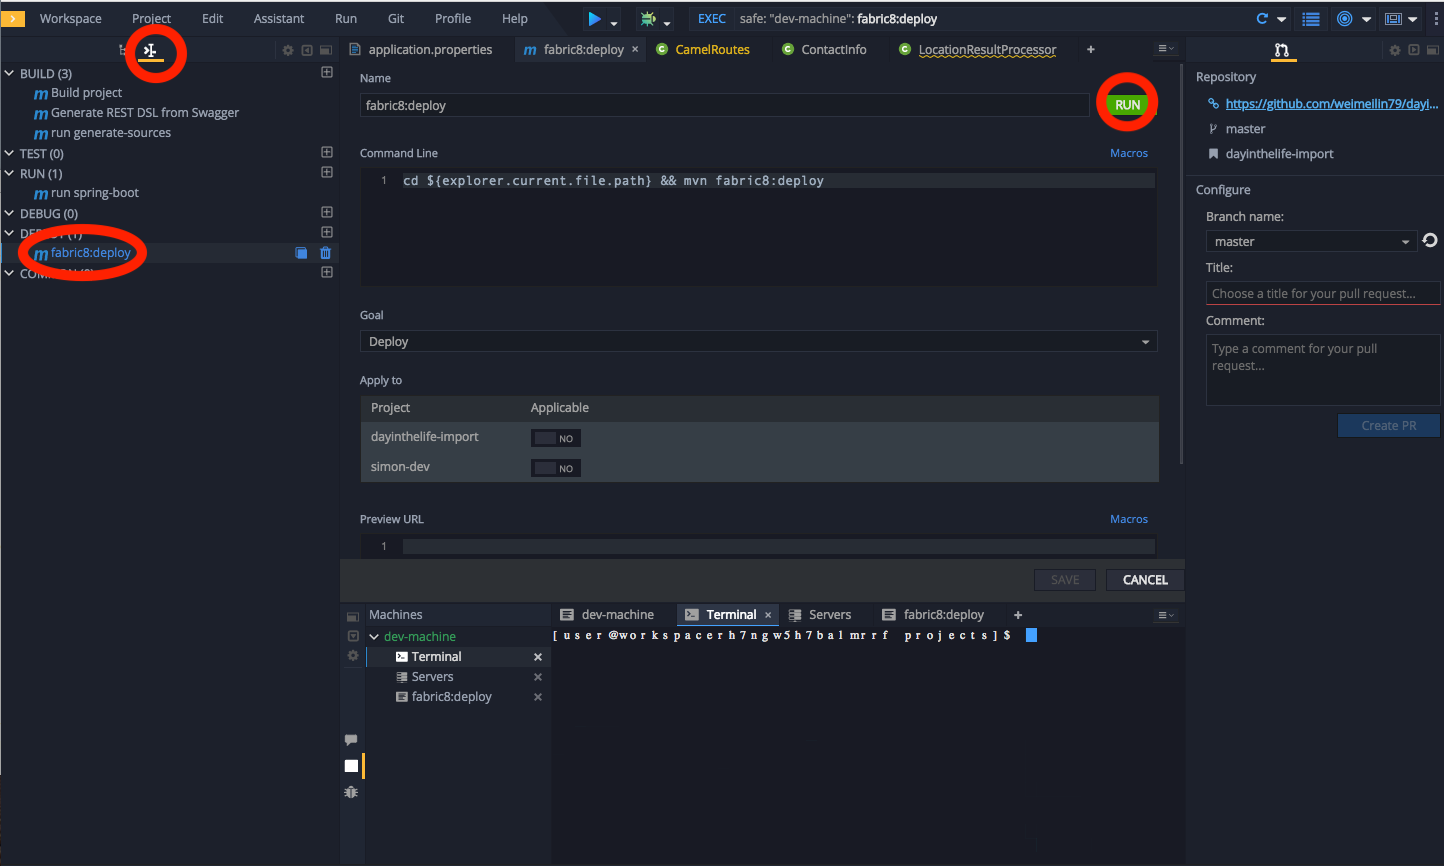 Workspace Project Edit Assistant Run Git Profile Help EXEC safe: "dev-machine": fabric8:deploy
application.properties fabric8:deploy × CamelRoutes ContactInfo LocationResultProcessor +
BUILD (3)
Build project
Generate REST DSL from Swagger
run generate-sources
TEST (0)
RUN (1)
run spring-boot
DEBUG (0)
fabric8:deploy
Name
fabric8:deploy
RUN
Command Line Macros
1 cd ${explorer.current.file.path} && mvn fabric8:deploy
Goal
Deploy
Apply to
Project Applicable
dayinthelife-import NO
simon-dev NO
Preview URL Macros
1
SAVE CANCEL
Repository
https://github.com/weimeilin79/dayi...
master
dayinthelife-import
Configure
Branch name:
master
Title:
Choose a title for your pull request...
Comment:
Type a comment for your pull
request...
Create PR
Machines
dev-machine
Terminal ×
Servers ×
fabric8:deploy ×
dev-machine Terminal × Servers fabric8:deploy +
[user@workspacerh7ngw5h7balmrrf projects]$